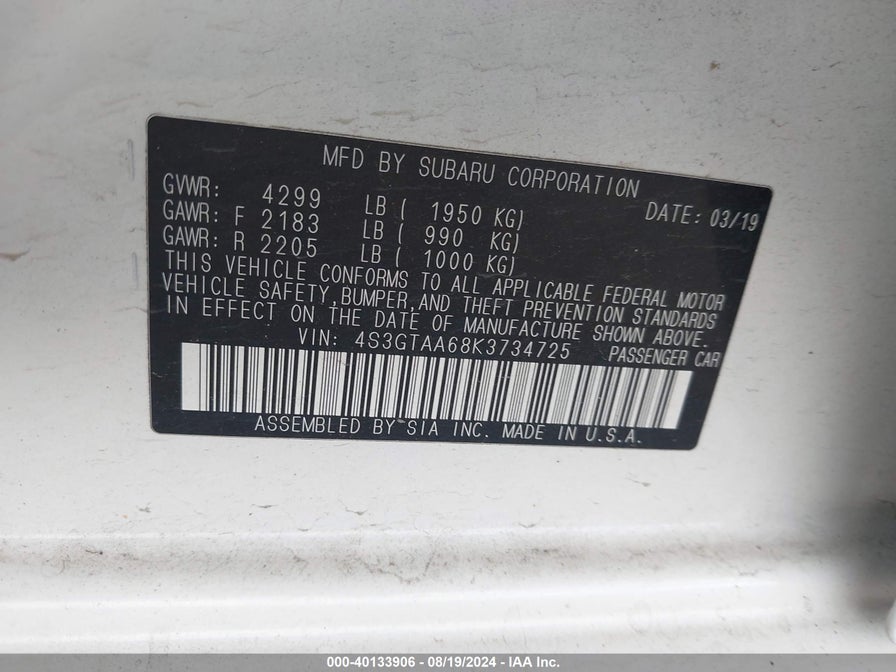 MFD BY SUBARU CORPORATION
GVWR: 4299 LB ( 1950 KG) DATE: 03/19
GAWR: F 2183 LB ( 990 KG)
GAWR: R 2205 LB ( 1000 KG)
THIS VEHICLE CONFORMS TO ALL APPLICABLE FEDERAL MOTOR
VEHICLE SAFETY, BUMPER, AND THEFT PREVENTION STANDARDS
IN EFFECT ON THE DATE OF MANUFACTURE SHOWN ABOVE.
VIN: 4S3GTAA68K3734725 PASSENGER CAR
ASSEMBLED BY SIA INC. MADE IN U.S.A.
000-40133906 - 08/19/2024 - IAA Inc.